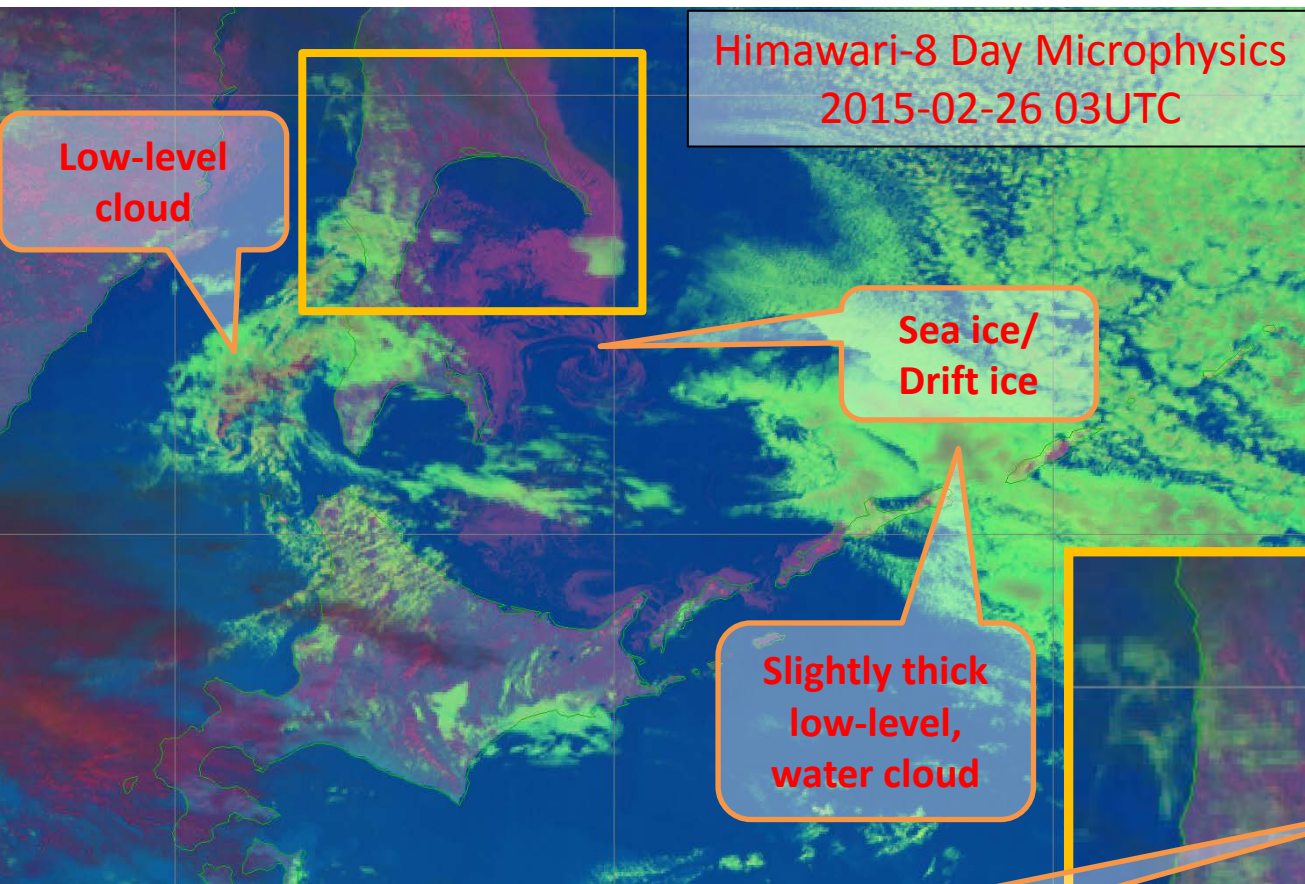 Himawari-8 Day Microphysics
2015-02-26 03UTC
Low-level
cloud
Sea ice/
Drift ice
Slightly thick
low-level,
water cloud